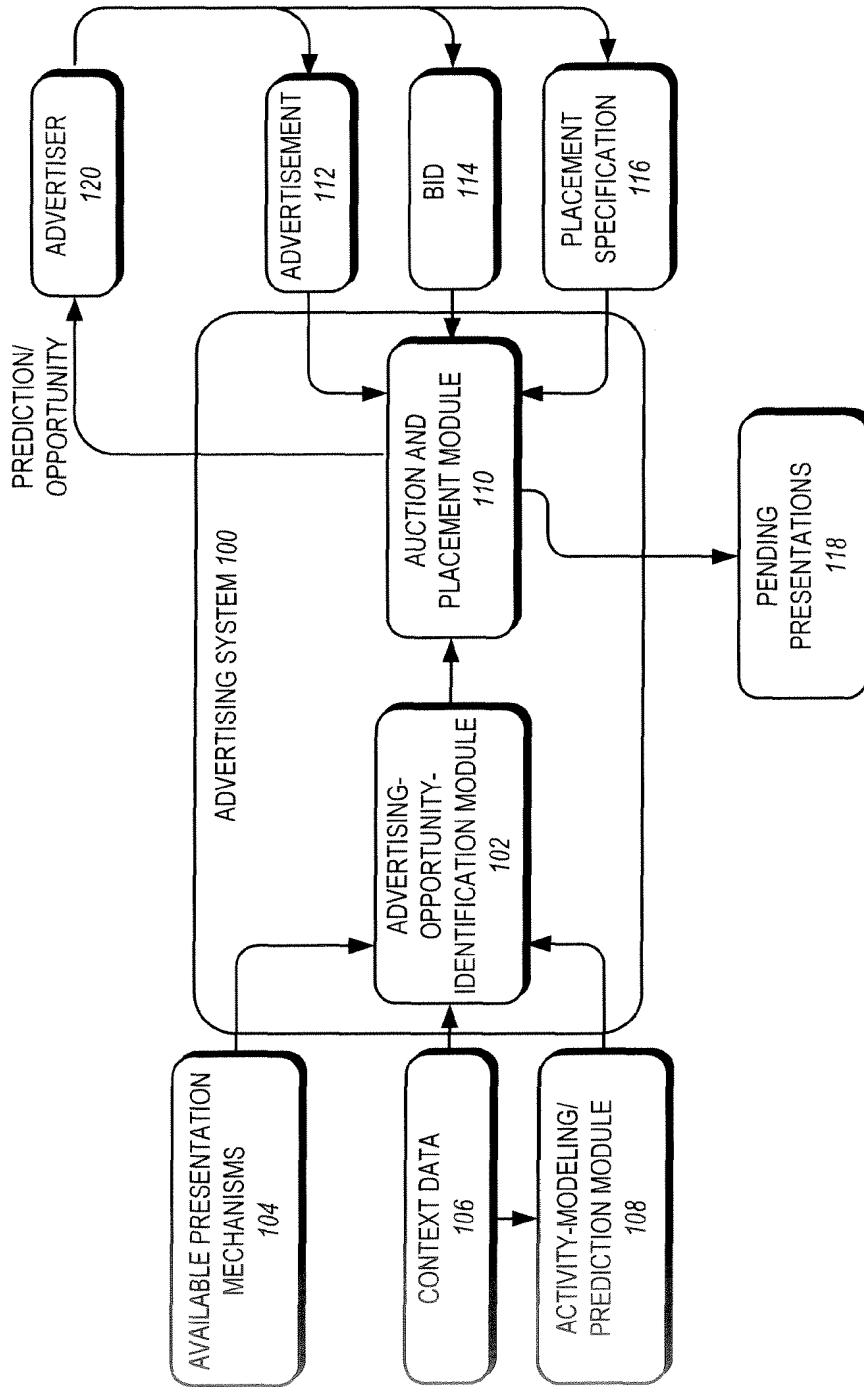 AVAILABLE PRESENTATION
MECHANISMS
104
CONTEXT DATA
106
ACTIVITY-MODELING/
PREDICTION MODULE
108
ADVERTISING SYSTEM 100
ADVERTISING-
OPPORTUNITY-
IDENTIFICATION MODULE
102
AUCTION AND
PLACEMENT MODULE
110
PREDICTION/
OPPORTUNITY
ADVERTISER
120
ADVERTISEMENT
112
BID
114
PLACEMENT
SPECIFICATION
116
PENDING
PRESENTATIONS
118